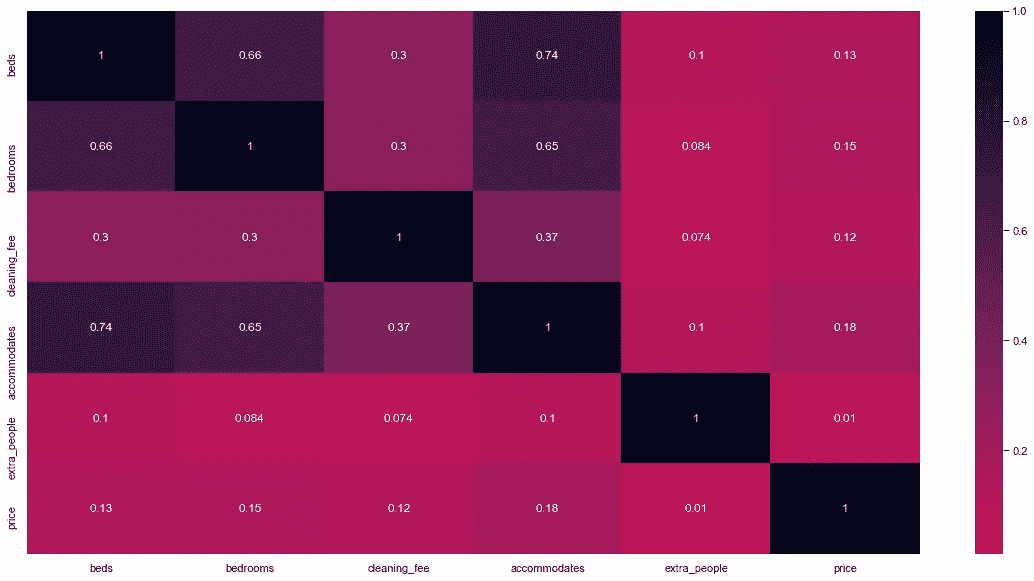 1.0
beds 1 0.66 0.3 0.74 0.1 0.13
0.8
bedrooms 0.66 1 0.3 0.65 0.084 0.15
0.6
cleaning_fee 0.3 0.3 1 0.37 0.074 0.12
0.4
accommodates 0.74 0.65 0.37 1 0.1 0.18
extra_people 0.1 0.084 0.074 0.1 1 0.01
0.2
price 0.13 0.15 0.12 0.18 0.01 1
beds bedrooms cleaning_fee accommodates extra_people price